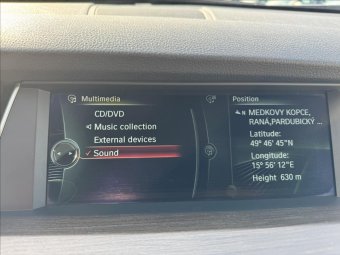 Multimedia
CD/DVD
Music collection
External devices
Sound
Position
N
MEDKOVY KOPCE,
RANÁ,PARDUBICKÝ ...
Latitude:
49° 46' 45"N
Longitude:
15° 56' 12"E
Height 630 m